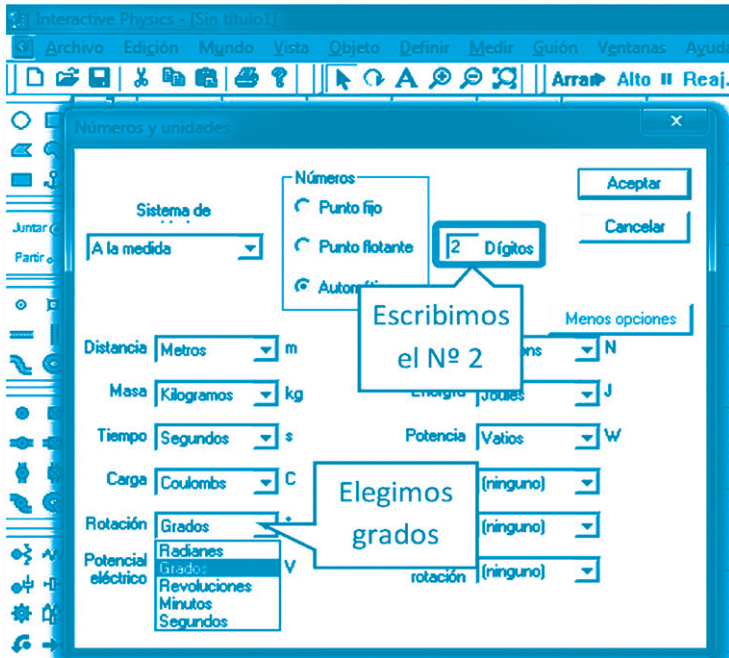 Interactive Physics - [Sin título1]
Archivo Edición Mundo Vista Objeto Definir Medir Guión Ventanas Ayuda
A Arran Alto Reaj.
Números y unidades
Juntar
Partir
Sistema de
A la medida
Números
Punto fijo
Punto flotante
2 Dígitos
Escribimos
el Nº 2
Aceptar
Cancelar
Menos opciones
Distancia Metros m
N
Masa Kilogramos kg
Joules J
Tiempo Segundos s
Potencia Vatios W
Carga Coulombs C
(ninguno)
Rotación Grados °
(ninguno)
Elegimos
grados
Potencial
eléctrico
V
rotación (ninguno)
Radianes
Grados
Revoluciones
Minutos
Segundos